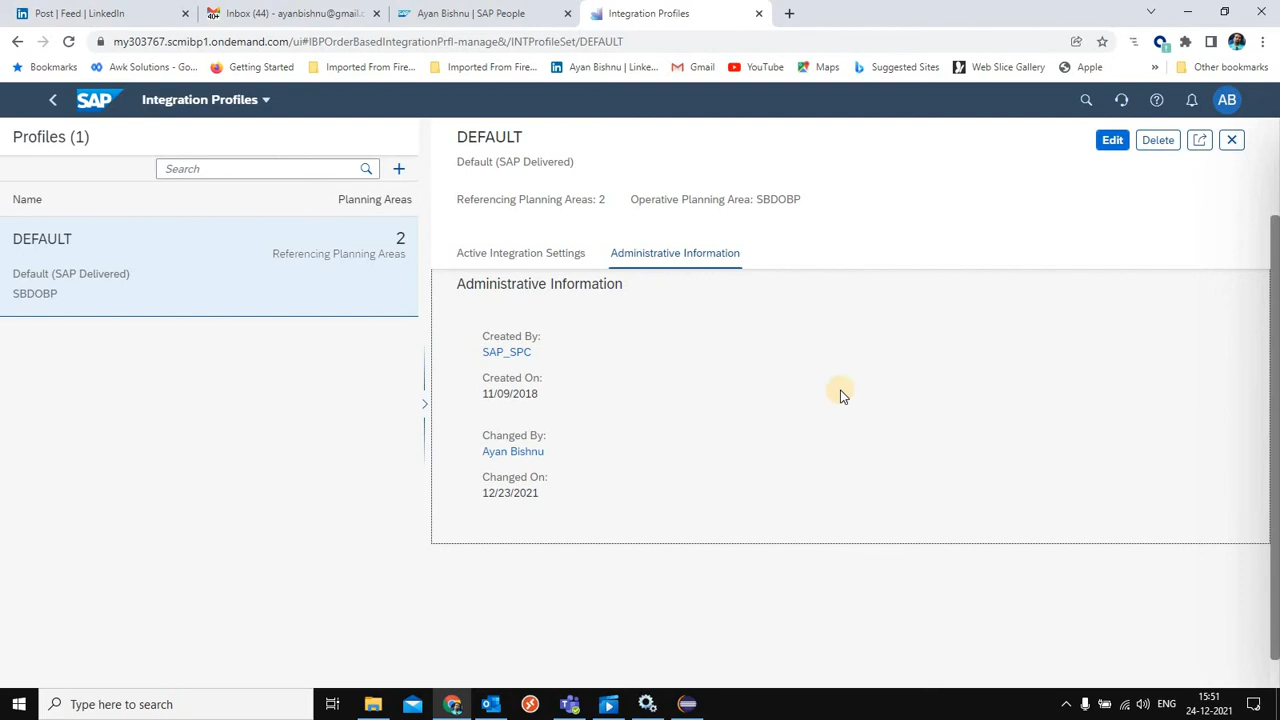 Post | Feed | LinkedIn
Inbox (44) - ayanbishnu@gmail.c
Ayan Bishnu | SAP People
Integration Profiles
my303767.scmibp1.ondemand.com/ui#IBPOrderBasedIntegrationPrfl-manage&/INTProfileSet/DEFAULT
Bookmarks
Awk Solutions - Go...
Getting Started
Imported From Fire...
Imported From Fire...
Ayan Bishnu | Linke...
Gmail
YouTube
Maps
Suggested Sites
Web Slice Gallery
Apple
»
Other bookmarks
SAP
Integration Profiles
AB
Profiles (1)
Search
Name
Planning Areas
DEFAULT
2
Referencing Planning Areas
Default (SAP Delivered)
SBDOBP
DEFAULT
Edit
Delete
Default (SAP Delivered)
Referencing Planning Areas: 2
Operative Planning Area: SBDOBP
Active Integration Settings
Administrative Information
Administrative Information
Created By:
SAP_SPC
Created On:
11/09/2018
Changed By:
Ayan Bishnu
Changed On:
12/23/2021
Type here to search
ENG
15:51
24-12-2021